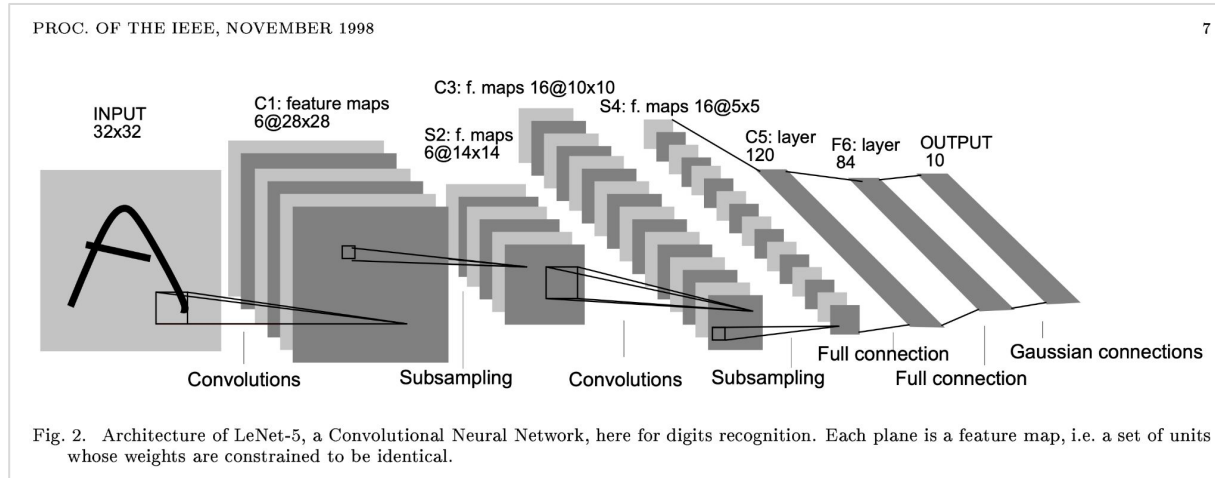 PROC. OF THE IEEE, NOVEMBER 1998
7
INPUT
32x32
C1: feature maps
6@28x28
S2: f. maps
6@14x14
C3: f. maps 16@10x10
S4: f. maps 16@5x5
C5: layer
120
F6: layer
84
OUTPUT
10
Convolutions
Subsampling
Convolutions
Subsampling
Full connection
Full connection
Gaussian connections
Fig. 2. Architecture of LeNet-5, a Convolutional Neural Network, here for digits recognition. Each plane is a feature map, i.e. a set of units
whose weights are constrained to be identical.